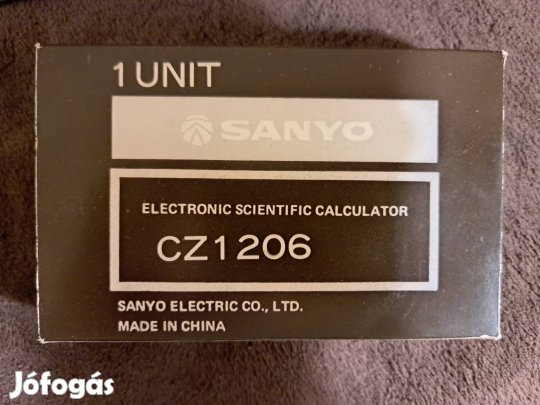 1 UNIT
SANYO
ELECTRONIC SCIENTIFIC CALCULATOR
CZ1206
SANYO ELECTRIC CO., LTD.
MADE IN CHINA
Jófogás